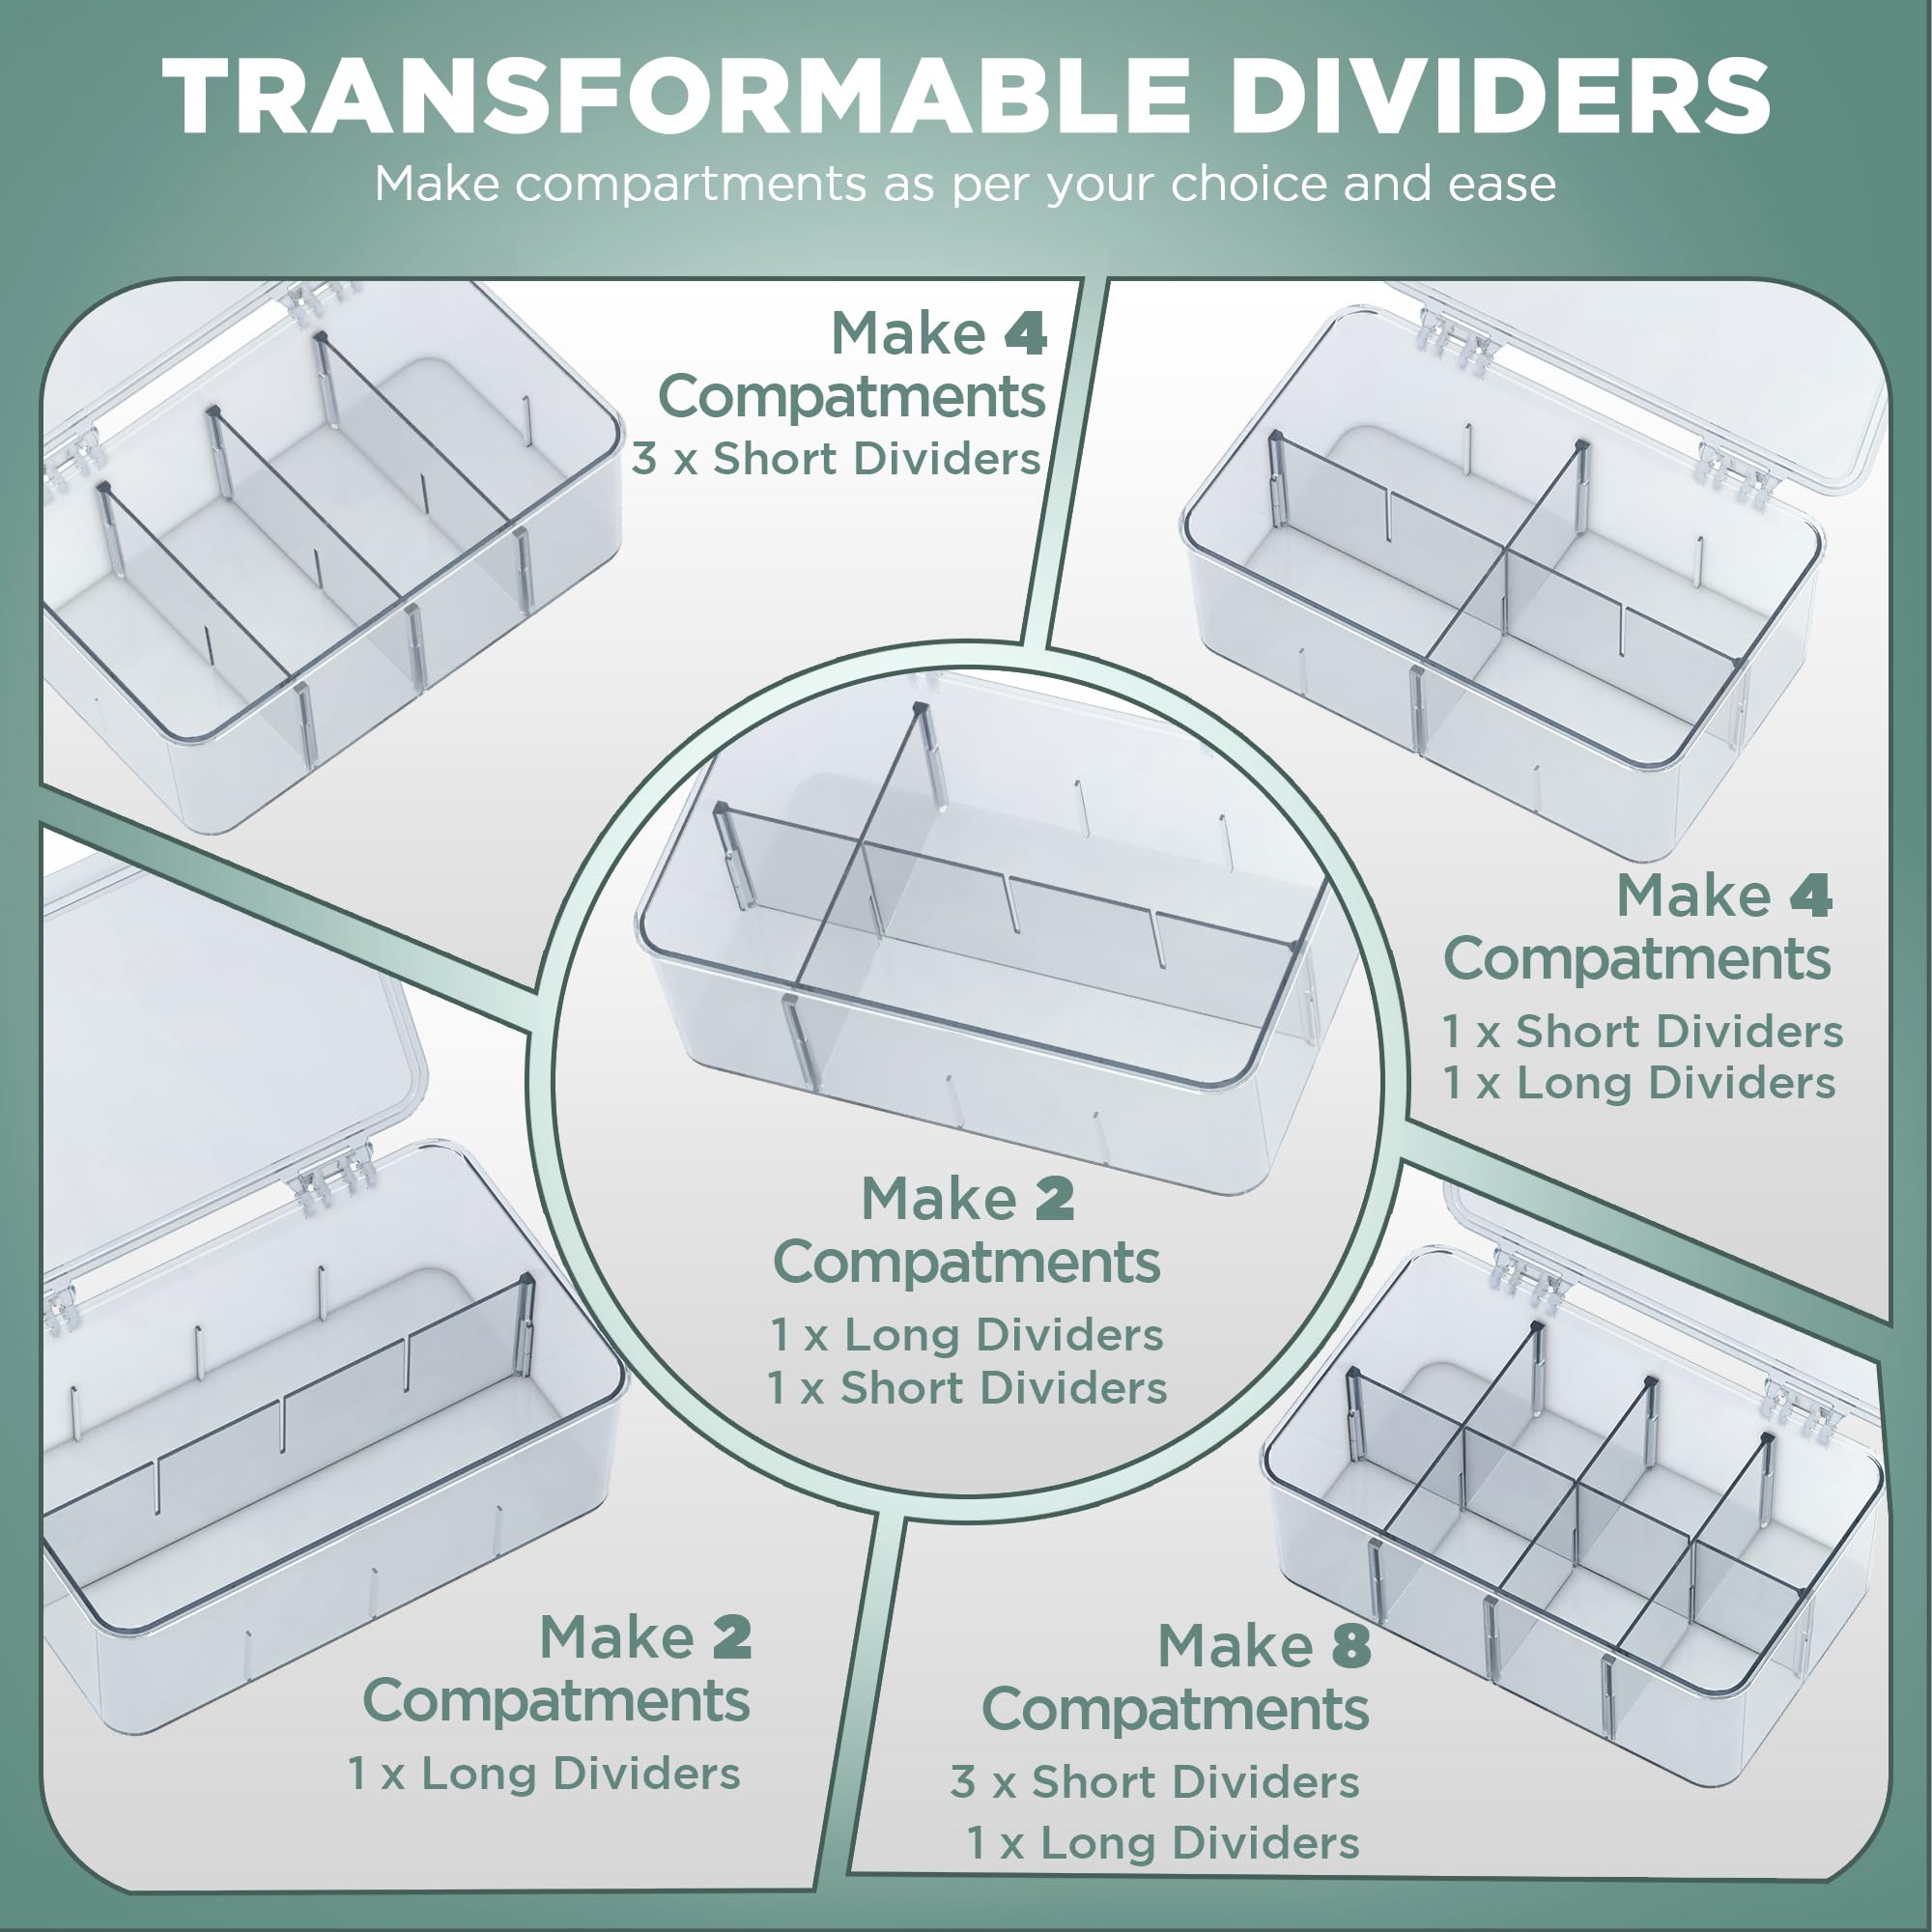 TRANSFORMABLE DIVIDERS
Make compartments as per your choice and ease
Make 4
Compatments
3 x Short Dividers
Make 4
Compatments
1 x Short Dividers
1 x Long Dividers
Make 2
Compatments
1 x Long Dividers
1 x Short Dividers
Make 2
Compatments
1 x Long Dividers
Make 8
Compatments
3 x Short Dividers
1 x Long Dividers